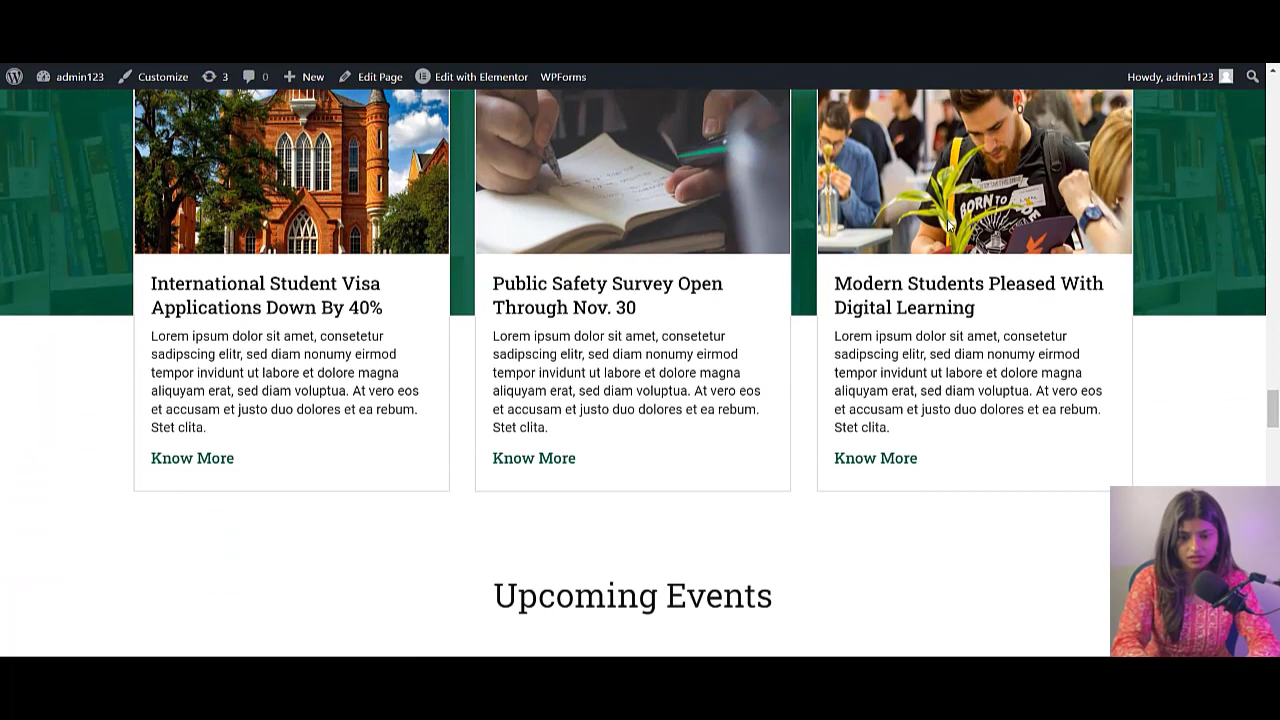 admin123 Customize 3 0 New Edit Page Edit with Elementor WPForms Howdy, admin123
BORN TO
International Student Visa
Applications Down By 40%
Lorem ipsum dolor sit amet, consetetur
sadipscing elitr, sed diam nonumy eirmod
tempor invidunt ut labore et dolore magna
aliquyam erat, sed diam voluptua. At vero eos
et accusam et justo duo dolores et ea rebum.
Stet clita.
Know More
Public Safety Survey Open
Through Nov. 30
Lorem ipsum dolor sit amet, consetetur
sadipscing elitr, sed diam nonumy eirmod
tempor invidunt ut labore et dolore magna
aliquyam erat, sed diam voluptua. At vero eos
et accusam et justo duo dolores et ea rebum.
Stet clita.
Know More
Modern Students Pleased With
Digital Learning
Lorem ipsum dolor sit amet, consetetur
sadipscing elitr, sed diam nonumy eirmod
tempor invidunt ut labore et dolore magna
aliquyam erat, sed diam voluptua. At vero eos
et accusam et justo duo dolores et ea rebum.
Stet clita.
Know More
Upcoming Events